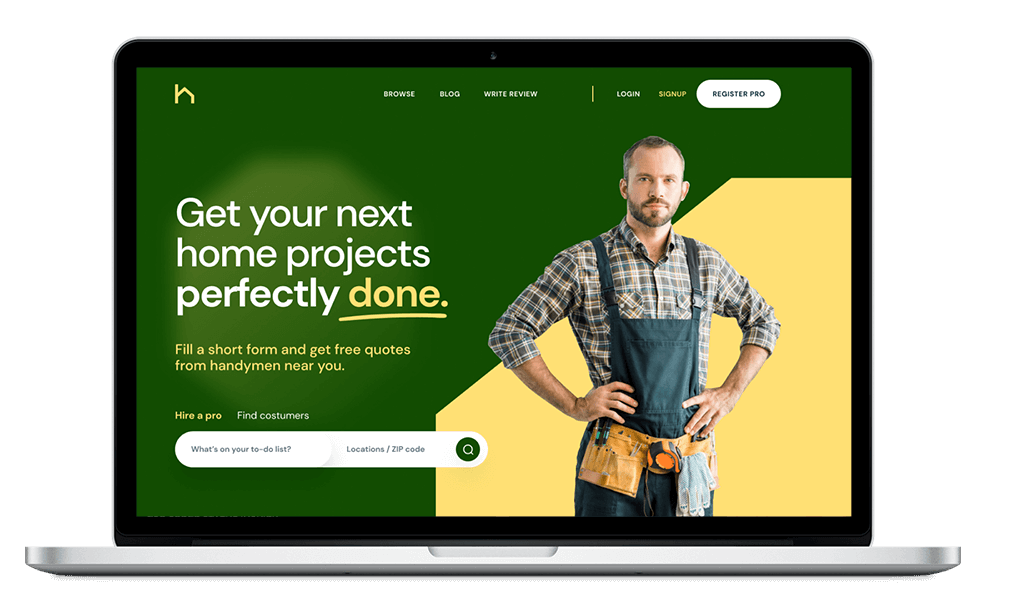 BROWSE BLOG WRITE REVIEW LOGIN SIGNUP REGISTER PRO
Get your next
home projects
perfectly done.
Fill a short form and get free quotes
from handymen near you.
Hire a pro Find costumers
What's on your to-do list? Locations / ZIP code